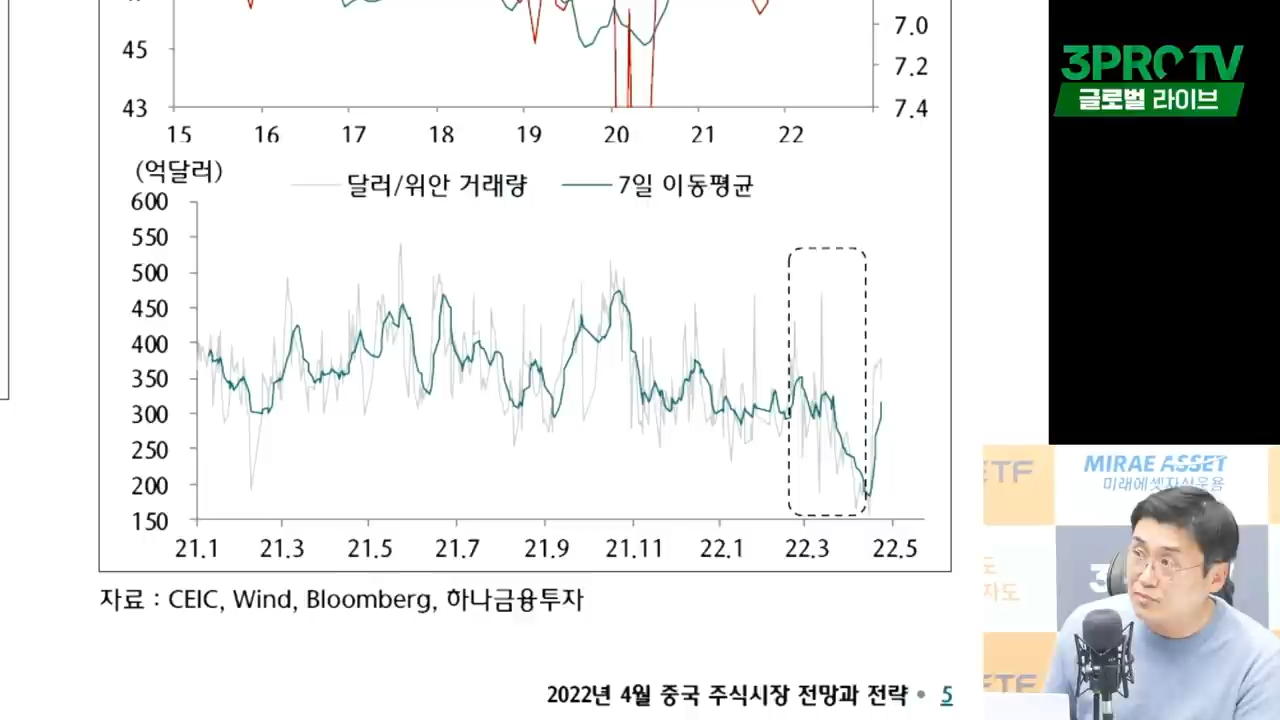 45
43
7.0
7.2
7.4
15 16 17 18 19 20 21 22
3PRO TV
글로벌 라이브
(억달러)
달러/위안 거래량
7일 이동평균
600
550
500
450
400
350
300
250
200
150
21.1 21.3 21.5 21.7 21.9 21.11 22.1 22.3 22.5
자료 : CEIC, Wind, Bloomberg, 하나금융투자
2022년 4월 중국 주식시장 전망과 전략 • 5
ETF
MIRAE ASSET
미래에셋자산운용
3
도
자도
ETF